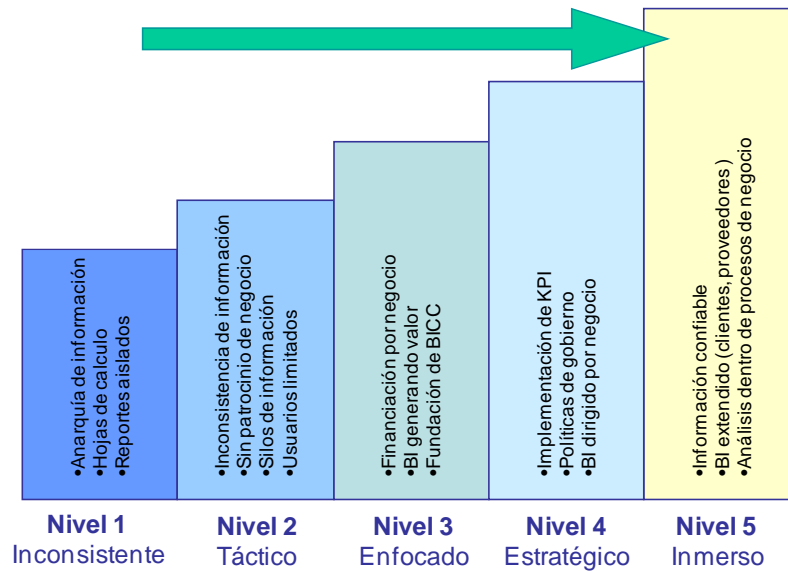 •Anarquía de información
•Hojas de calculo
•Reportes aislados
•Inconsistencia de información
•Sin patrocinio de negocio
•Silos de información
•Usuarios limitados
•Financiación por negocio
•BI generando valor
•Fundación de BICC
•Implementación de KPI
•Políticas de gobierno
•BI dirigido por negocio
•Información confiable
•BI extendido (clientes, proveedores )
•Análisis dentro de procesos de negocio
Nivel 1
Inconsistente
Nivel 2
Táctico
Nivel 3
Enfocado
Nivel 4
Estratégico
Nivel 5
Inmerso